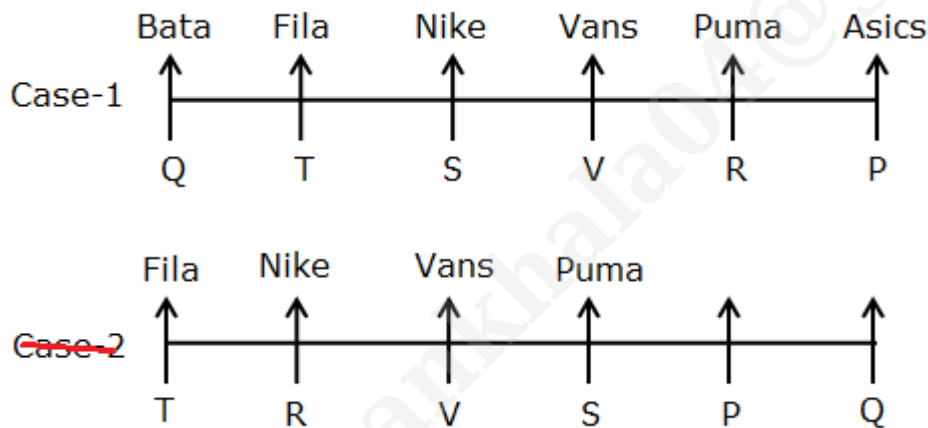 Bata Fila Nike Vans Puma Asics
Case-1
Q T S V R P
Fila Nike Vans Puma
Case-2
T R V S P Q